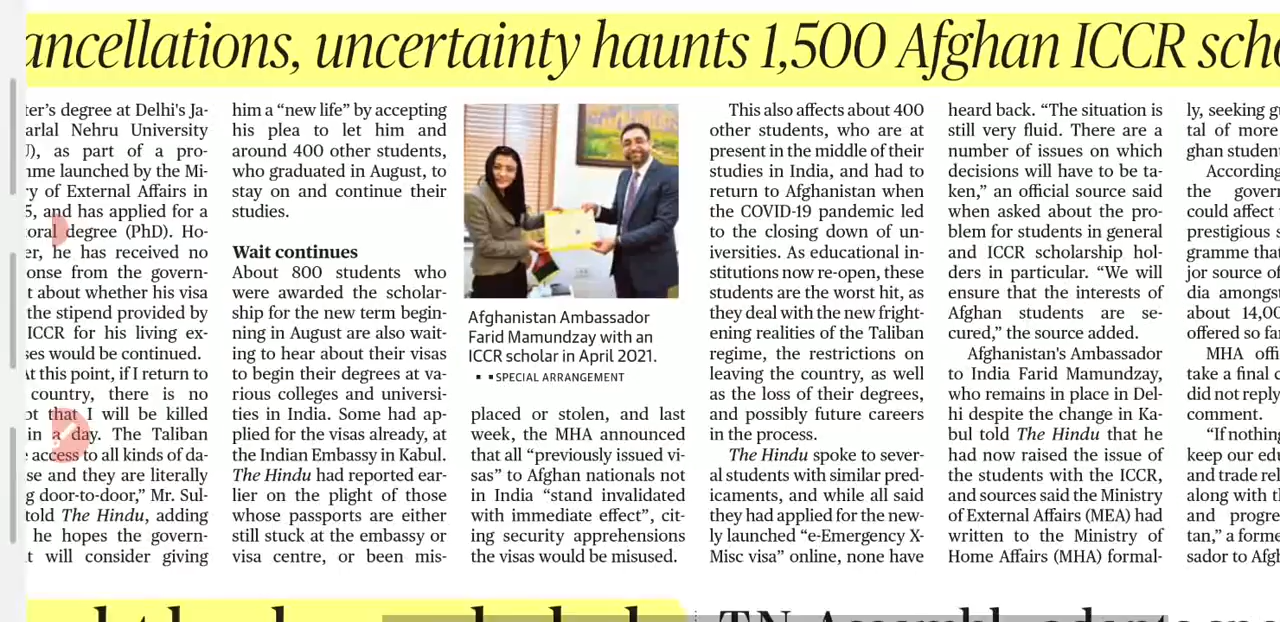 ancellations, uncertainty haunts 1,500 Afghan ICCR sch
ter's degree at Delhi's Ja-
arlal Nehru University
J), as part of a pro-
mme launched by the Mi-
ry of External Affairs in
5, and has applied for a
oral degree (PhD). Ho-
er, he has received no
onse from the govern-
t about whether his visa
the stipend provided by
ICCR for his living ex-
ses would be continued.
At this point, if I return to
country, there is no
bt that I will be killed
in a day. The Taliban
access to all kinds of da-
se and they are literally
g door-to-door,” Mr. Sul-
told The Hindu, adding
he hopes the govern-
t will consider giving
him a “new life” by accepting
his plea to let him and
around 400 other students,
who graduated in August, to
stay on and continue their
studies.
Wait continues
About 800 students who
were awarded the scholar-
ship for the new term begin-
ning in August are also wait-
ing to hear about their visas
to begin their degrees at va-
rious colleges and universi-
ties in India. Some had ap-
plied for the visas already, at
the Indian Embassy in Kabul.
The Hindu had reported ear-
lier on the plight of those
whose passports are either
still stuck at the embassy or
visa centre, or been mis-
Afghanistan Ambassador
Farid Mamundzay with an
ICCR scholar in April 2021.
▪ ▪ SPECIAL ARRANGEMENT
placed or stolen, and last
week, the MHA announced
that all “previously issued vi-
sas” to Afghan nationals not
in India “stand invalidated
with immediate effect”, cit-
ing security apprehensions
the visas would be misused.
This also affects about 400
other students, who are at
present in the middle of their
studies in India, and had to
return to Afghanistan when
the COVID-19 pandemic led
to the closing down of un-
iversities. As educational in-
stitutions now re-open, these
students are the worst hit, as
they deal with the new fright-
ening realities of the Taliban
regime, the restrictions on
leaving the country, as well
as the loss of their degrees,
and possibly future careers
in the process.
The Hindu spoke to sever-
al students with similar pred-
icaments, and while all said
they had applied for the new-
ly launched “e-Emergency X-
Misc visa” online, none have
heard back. “The situation is
still very fluid. There are a
number of issues on which
decisions will have to be ta-
ken,” an official source said
when asked about the pro-
blem for students in general
and ICCR scholarship hol-
ders in particular. “We will
ensure that the interests of
Afghan students are se-
cured,” the source added.
Afghanistan's Ambassador
to India Farid Mamundzay,
who remains in place in Del-
hi despite the change in Ka-
bul told The Hindu that he
had now raised the issue of
the students with the ICCR,
and sources said the Ministry
of External Affairs (MEA) had
written to the Ministry of
Home Affairs (MHA) formal-
ly, seeking g
tal of more
ghan studen
According
the gover
could affect
prestigious s
gramme that
jor source of
dia amongst
about 14,00
offered so fa
MHA offi
take a final c
did not reply
comment.
“If nothing
keep our edu
and trade rel
along with th
and progre
tan,” a forme
sador to Afgh